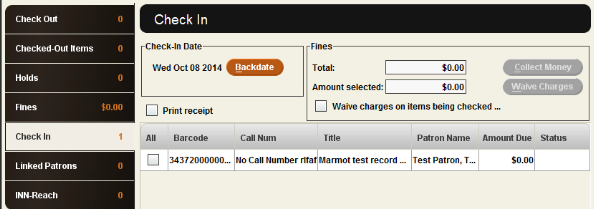 Check Out 0
Checked-Out Items 0
Holds 0
Fines $0.00
Check In 1
Linked Patrons 0
INN-Reach 0
Check In
Check-In Date
Wed Oct 08 2014 Backdate
Print receipt
Fines
Total: $0.00 Collect Money
Amount selected: $0.00 Waive Charges
Waive charges on items being checked ...
All Barcode Call Num Title Patron Name Amount Due Status
34372000000... No Call Number rlfaf Marmot test record ... Test Patron, T... $0.00